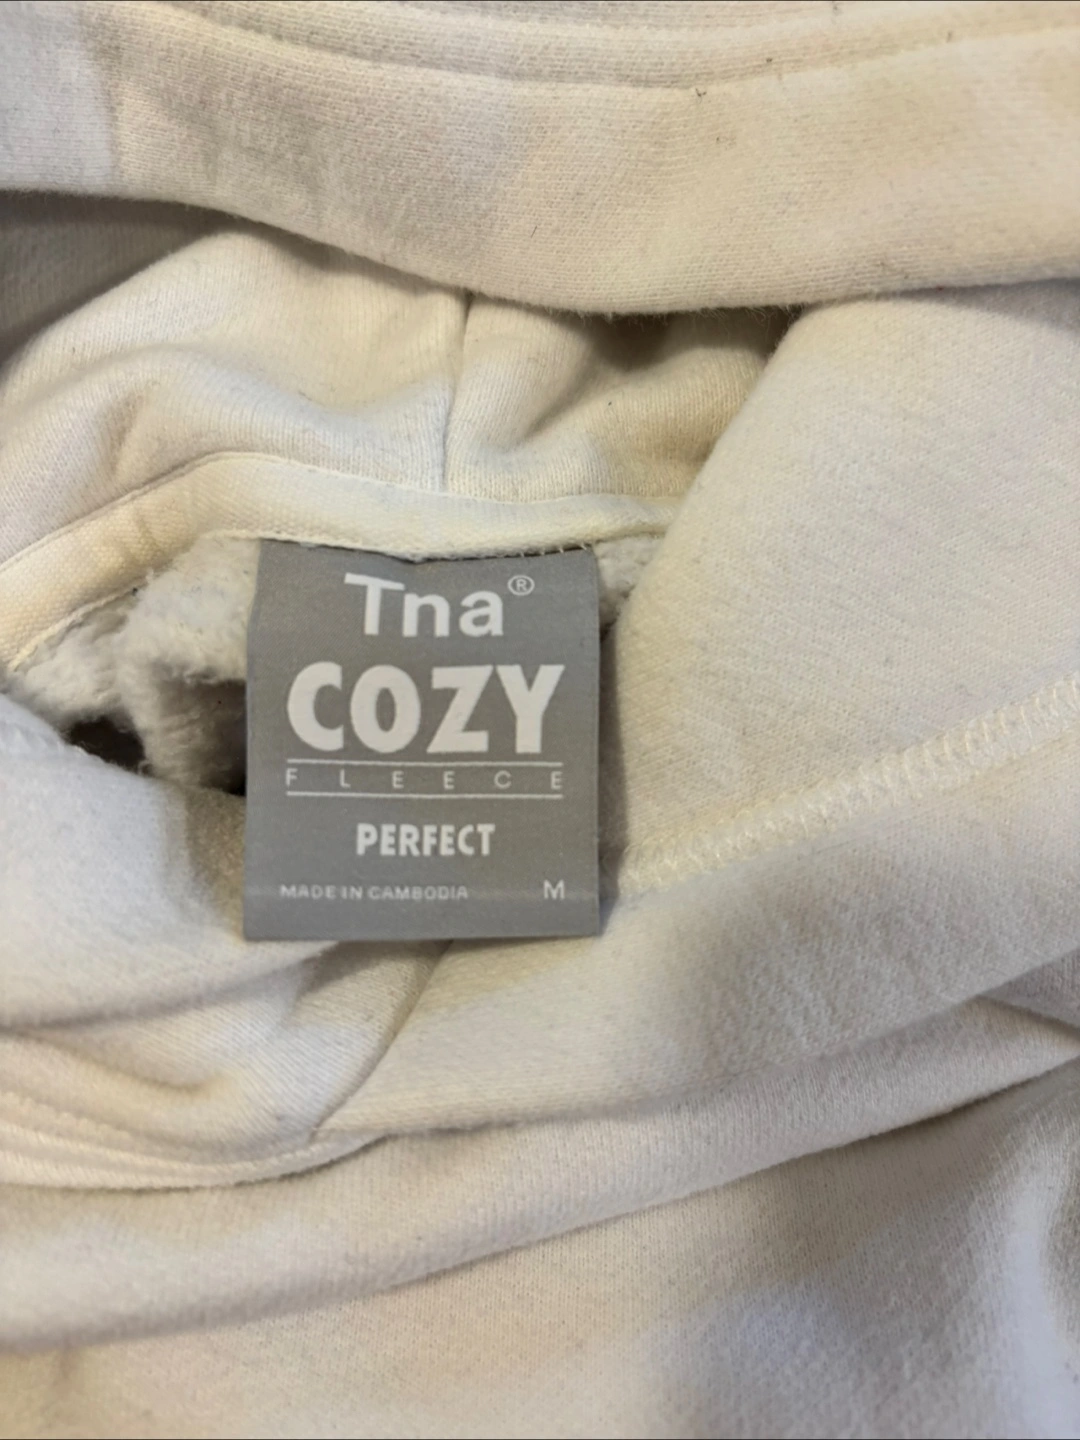 Tna®
COZY
FLEECE
PERFECT
MADE IN CAMBODIA M